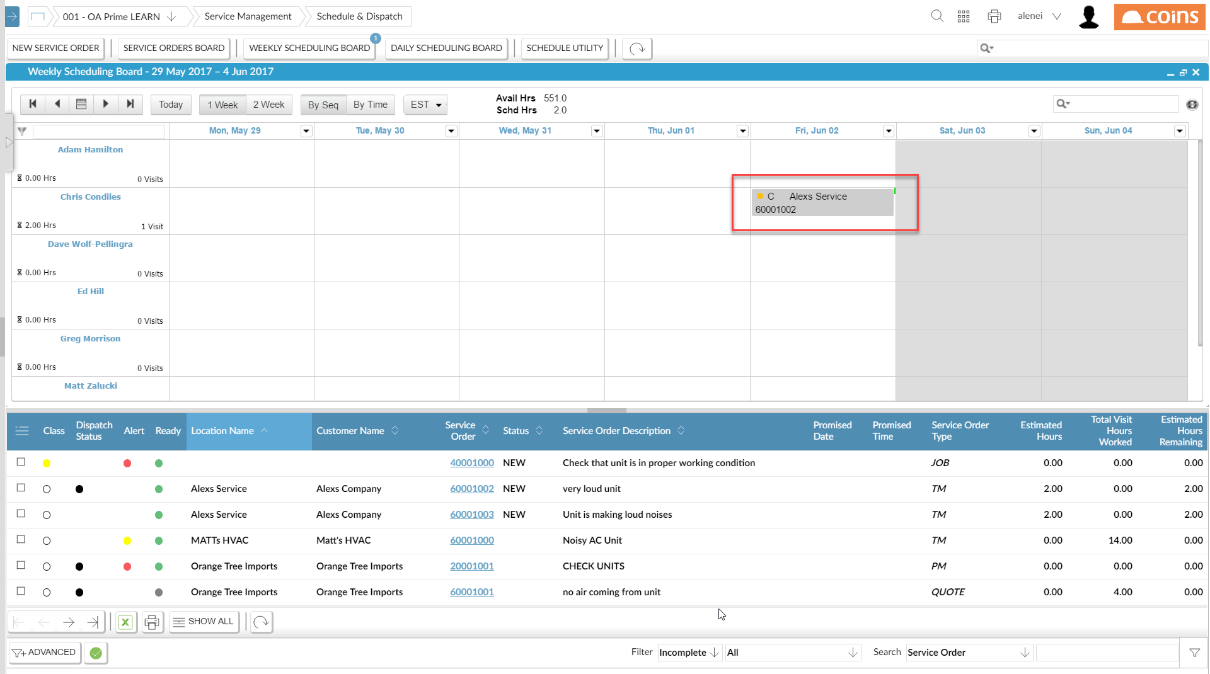 001 - OA Prime LEARN Service Management Schedule & Dispatch alenei coins
NEW SERVICE ORDER SERVICE ORDERS BOARD WEEKLY SCHEDULING BOARD 1 DAILY SCHEDULING BOARD SCHEDULE UTILITY
Weekly Scheduling Board - 29 May 2017 – 4 Jun 2017
Today 1 Week 2 Week By Seq By Time EST Avail Hrs 551.0
Schd Hrs 2.0
Mon, May 29 Tue, May 30 Wed, May 31 Thu, Jun 01 Fri, Jun 02 Sat, Jun 03 Sun, Jun 04
Adam Hamilton
0.00 Hrs 0 Visits
Chris Condiles C Alexs Service
60001002
2.00 Hrs 1 Visit
Dave Wolf-Pellingra
0.00 Hrs 0 Visits
Ed Hill
0.00 Hrs 0 Visits
Greg Morrison
0.00 Hrs 0 Visits
Matt Zalucki
Class Dispatch Status Alert Ready Location Name Customer Name Service Order Status Service Order Description Promised Date Promised Time Service Order Type Estimated Hours Total Visit Hours Worked Estimated Hours Remaining
40001000 NEW Check that unit is in proper working condition JOB 0.00 0.00 0.00
Alexs Service Alexs Company 60001002 NEW very loud unit TM 2.00 0.00 2.00
Alexs Service Alexs Company 60001003 NEW Unit is making loud noises TM 2.00 0.00 2.00
MATTs HVAC Matt's HVAC 60001000 Noisy AC Unit TM 0.00 14.00 0.00
Orange Tree Imports Orange Tree Imports 20001001 CHECK UNITS PM 0.00 0.00 0.00
Orange Tree Imports Orange Tree Imports 60001001 no air coming from unit QUOTE 0.00 4.00 0.00
SHOW ALL
ADVANCED Filter Incomplete All Search Service Order